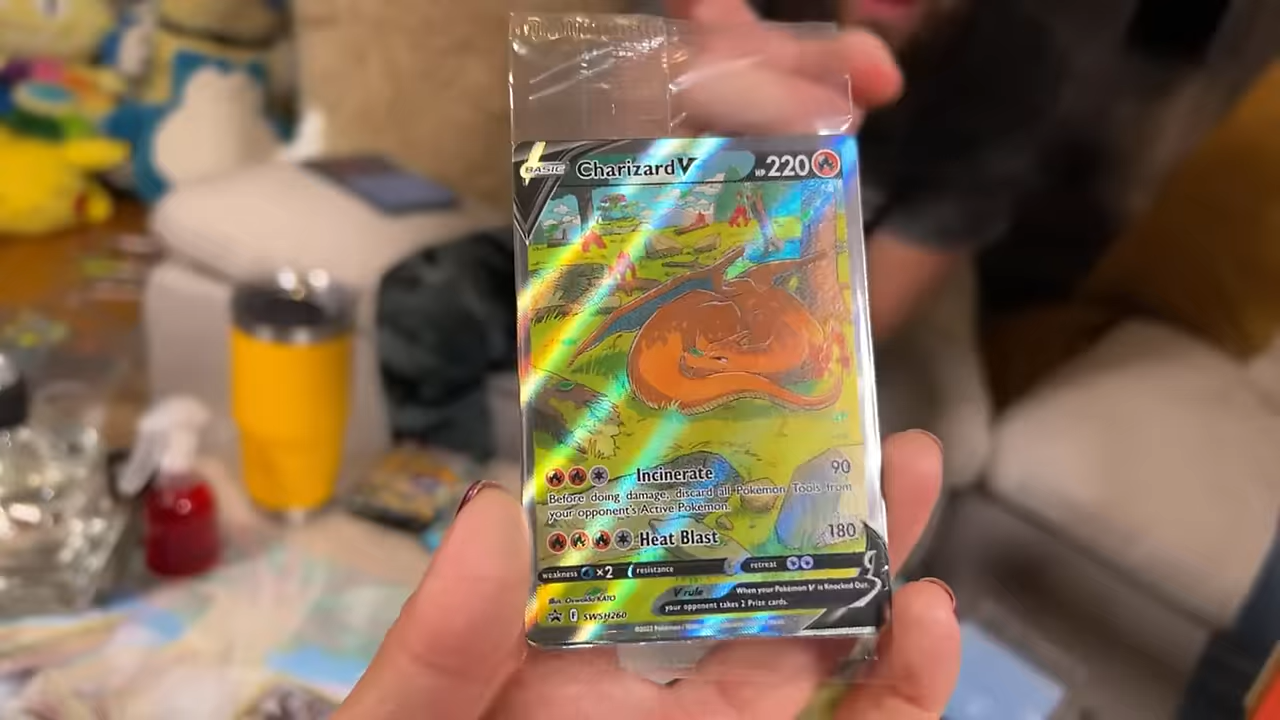 BASIC Charizard V HP 220
Incinerate 90
Before doing damage, discard all Pokémon Tools from
your opponent's Active Pokémon.
Heat Blast 180
weakness ×2 resistance retreat
V rule When your Pokémon V is Knocked Out,
your opponent takes 2 Prize cards.
Illus. Oswaldo KATO
SWSH260
©2022 Pokémon